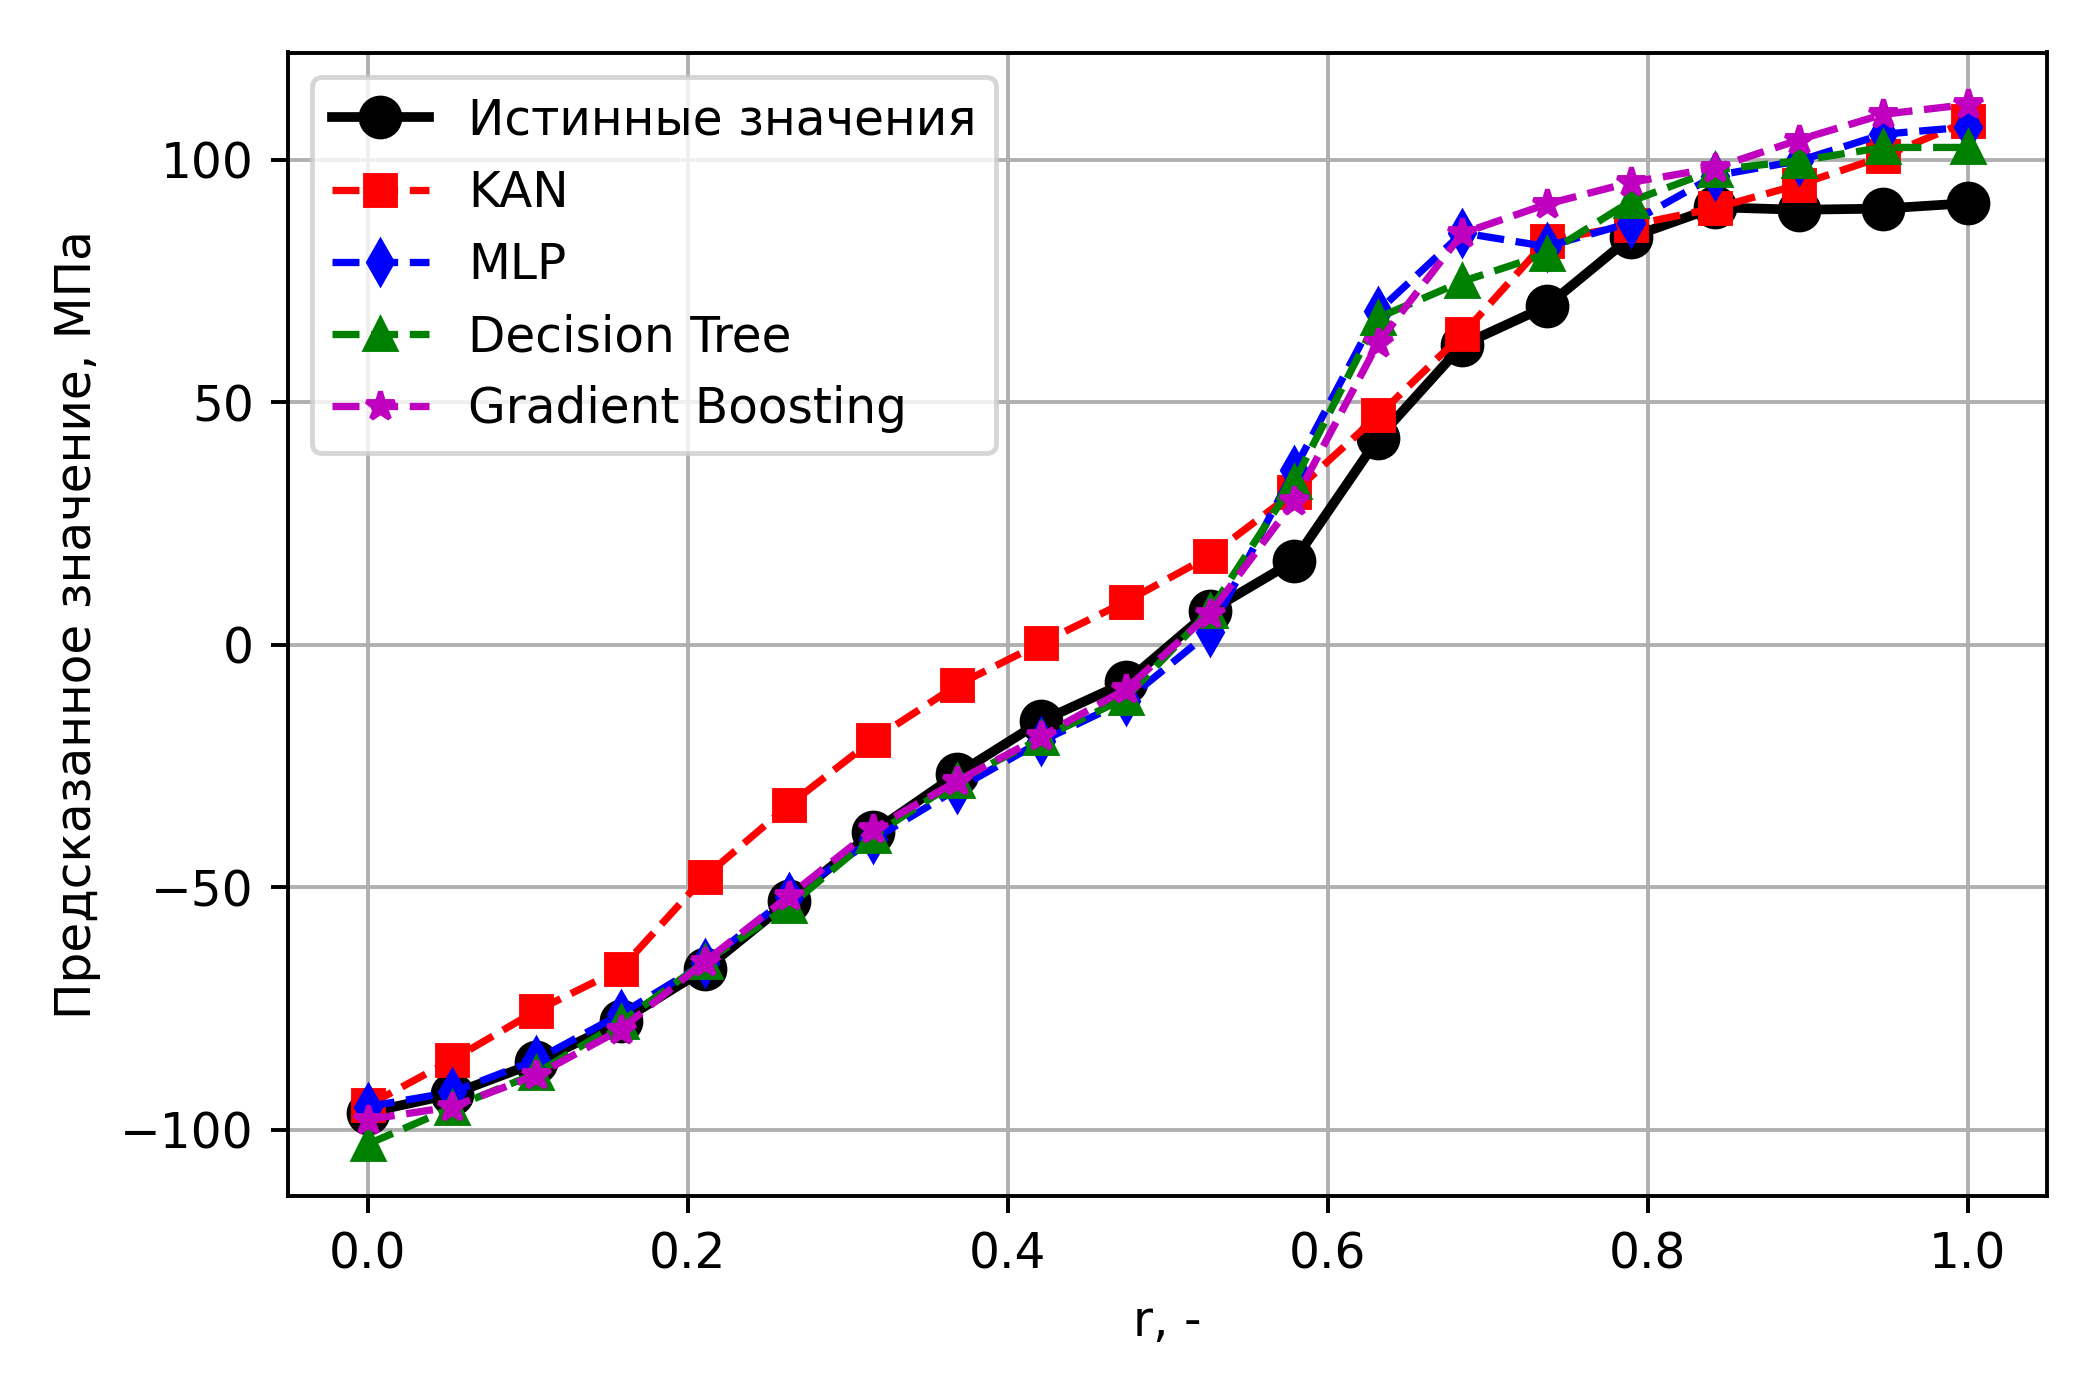 Истинные значения
KAN
MLP
Decision Tree
Gradient Boosting
Предсказанное значение, МПа
100
50
0
−50
−100
0.0 0.2 0.4 0.6 0.8 1.0
r, -